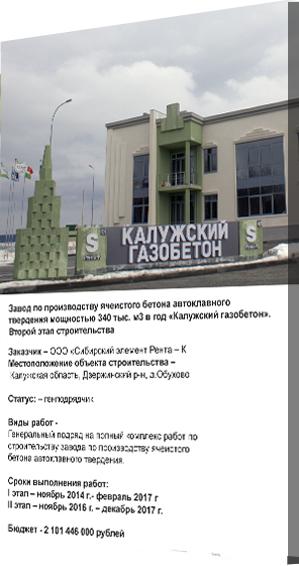 S
КАЛУЖСКИЙ
ГАЗОБЕТОН
S
Завод по производству ячеистого бетона автоклавного
твердения мощностью 340 тыс. м3 в год «Калужский газобетон».
Второй этап строительства
Заказчик – ООО «Сибирский элемент Рента – К
Местоположение объекта строительства –
Калужская область, Дзержинский р-н, д.Обухово
Статус: – генподрядчик
Виды работ -
Генеральный подряд на полный комплекс работ по
строительству завода по производству ячеистого
бетона автоклавного твердения.
Сроки выполнения работ:
I этап – ноябрь 2014 г.- февраль 2017 г
II этап – ноябрь 2016 г. – декабрь 2017 г.
Бюджет - 2 101 446 000 рублей